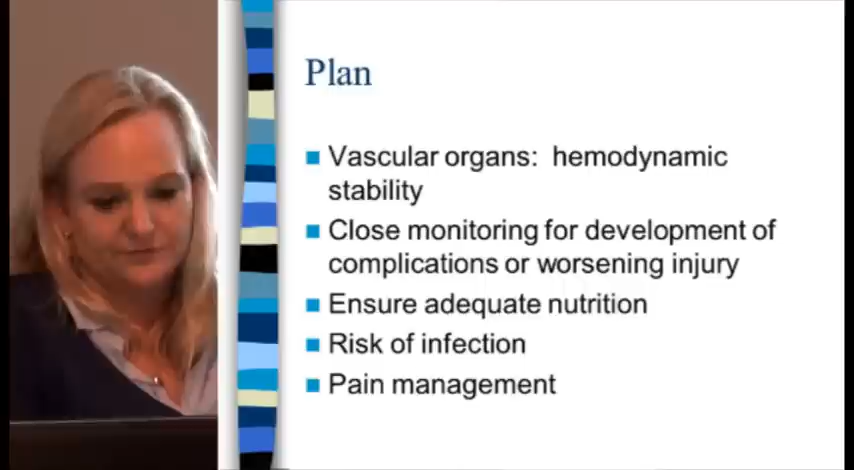 Plan
Vascular organs: hemodynamic
stability
Close monitoring for development of
complications or worsening injury
Ensure adequate nutrition
Risk of infection
Pain management